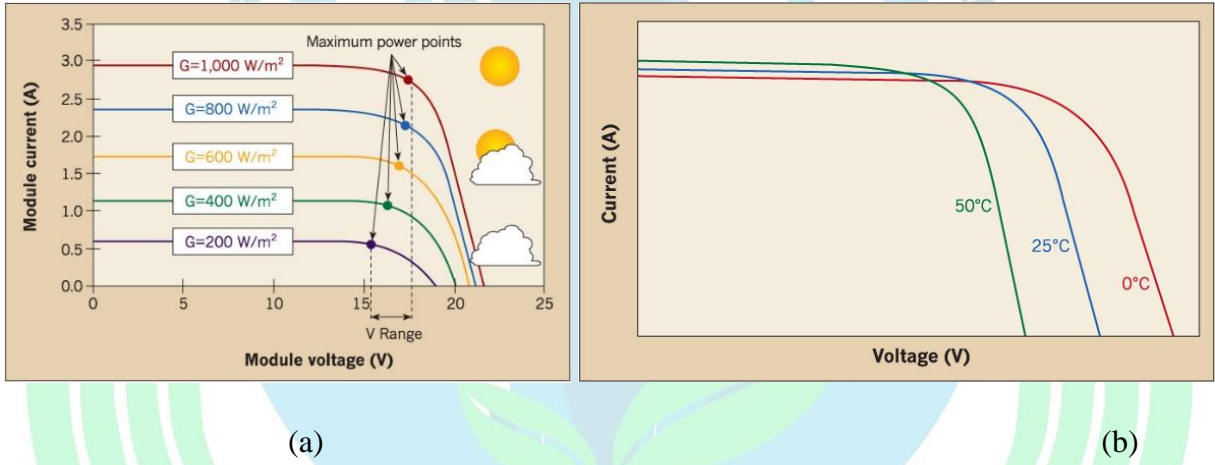 3.5
3.0
2.5
2.0
1.5
1.0
0.5
0.0
Module current (A)
Maximum power points
G=1,000 W/m²
G=800 W/m²
G=600 W/m²
G=400 W/m²
G=200 W/m²
0 5 10 15 20 25
V Range
Module voltage (V)
Current (A)
50°C
25°C
0°C
Voltage (V)
(a) (b)